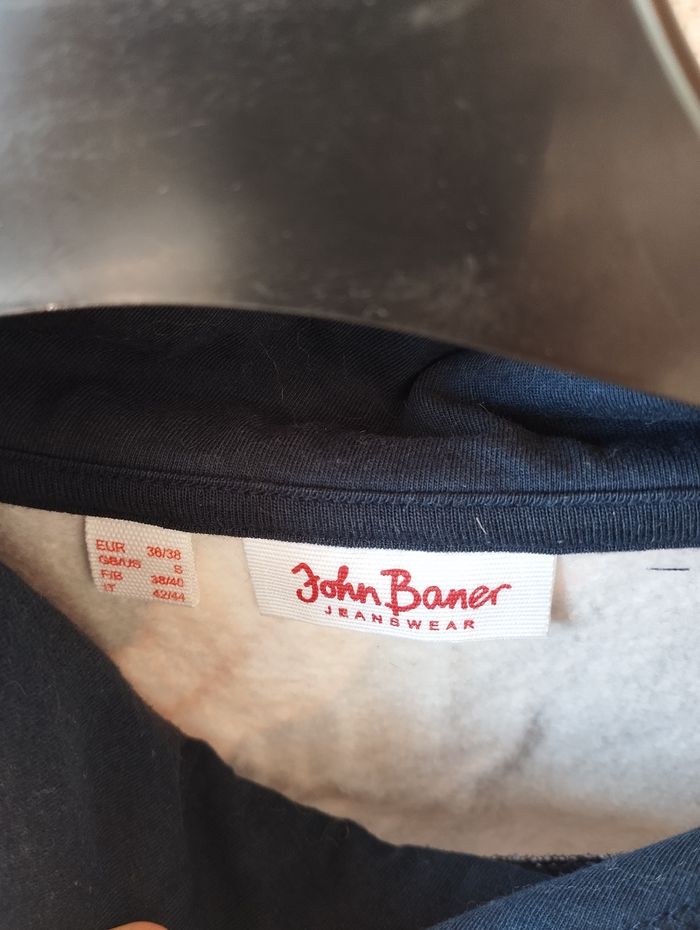 EUR 36/38
GB/US S
F/B 38/40
IT 42/44
John Baner
JEANSWEAR